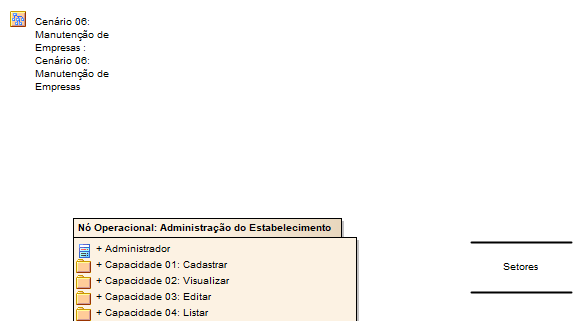 Cenário 06:
Manutenção de
Empresas :
Cenário 06:
Manutenção de
Empresas
Nó Operacional: Administração do Estabelecimento
+ Administrador
+ Capacidade 01: Cadastrar
+ Capacidade 02: Visualizar
+ Capacidade 03: Editar
+ Capacidade 04: Listar
Setores